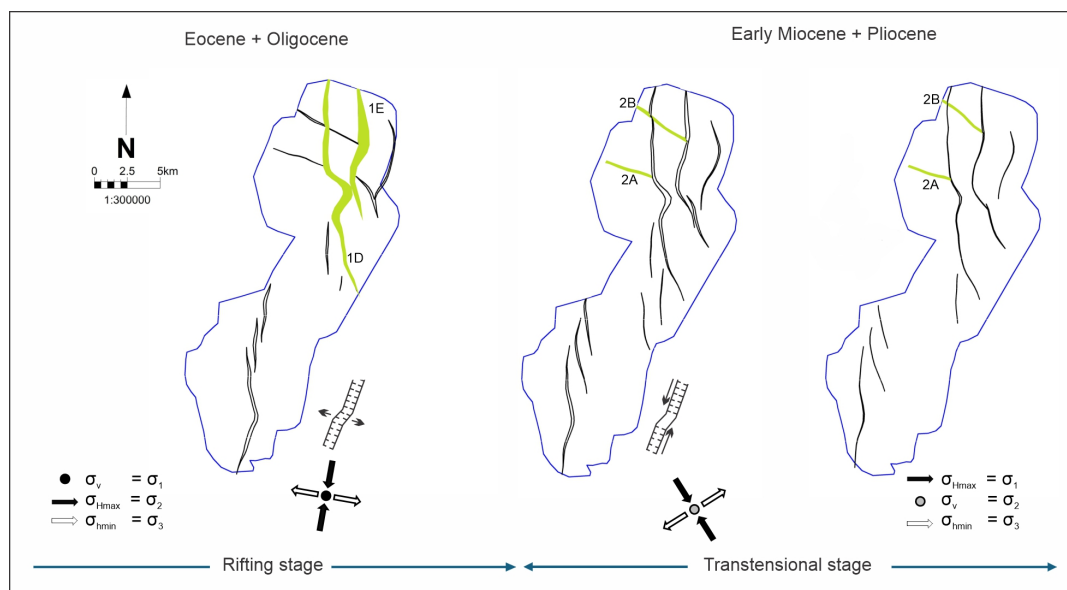 Eocene + Oligocene
Early Miocene + Pliocene
1E
1D
N
0 2.5 5km
1:300000
2B
2A
2B
2A
σv = σ1
σHmax = σ2
σhmin = σ3
σHmax = σ1
σv = σ2
σhmin = σ3
Rifting stage
Transtensional stage